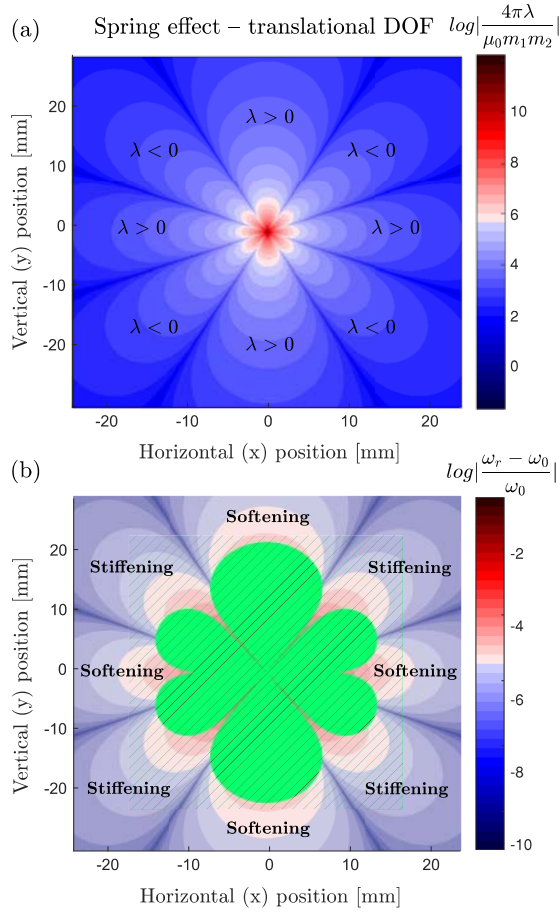 (a) Spring effect – translational DOF log|4πλ/μ₀m₁m₂|
20
10
0
-10
-20
Vertical (y) position [mm]
λ > 0
λ < 0 λ < 0
λ > 0 λ > 0
λ < 0 λ < 0
λ > 0
10
8
6
4
2
0
-20 -10 0 10 20
Horizontal (x) position [mm]
(b) log|ωᵣ − ω₀/ω₀|
20
10
0
-10
-20
Vertical (y) position [mm]
Softening
Stiffening Stiffening
Softening Softening
Stiffening Stiffening
Softening
-2
-4
-6
-8
-10
-20 -10 0 10 20
Horizontal (x) position [mm]